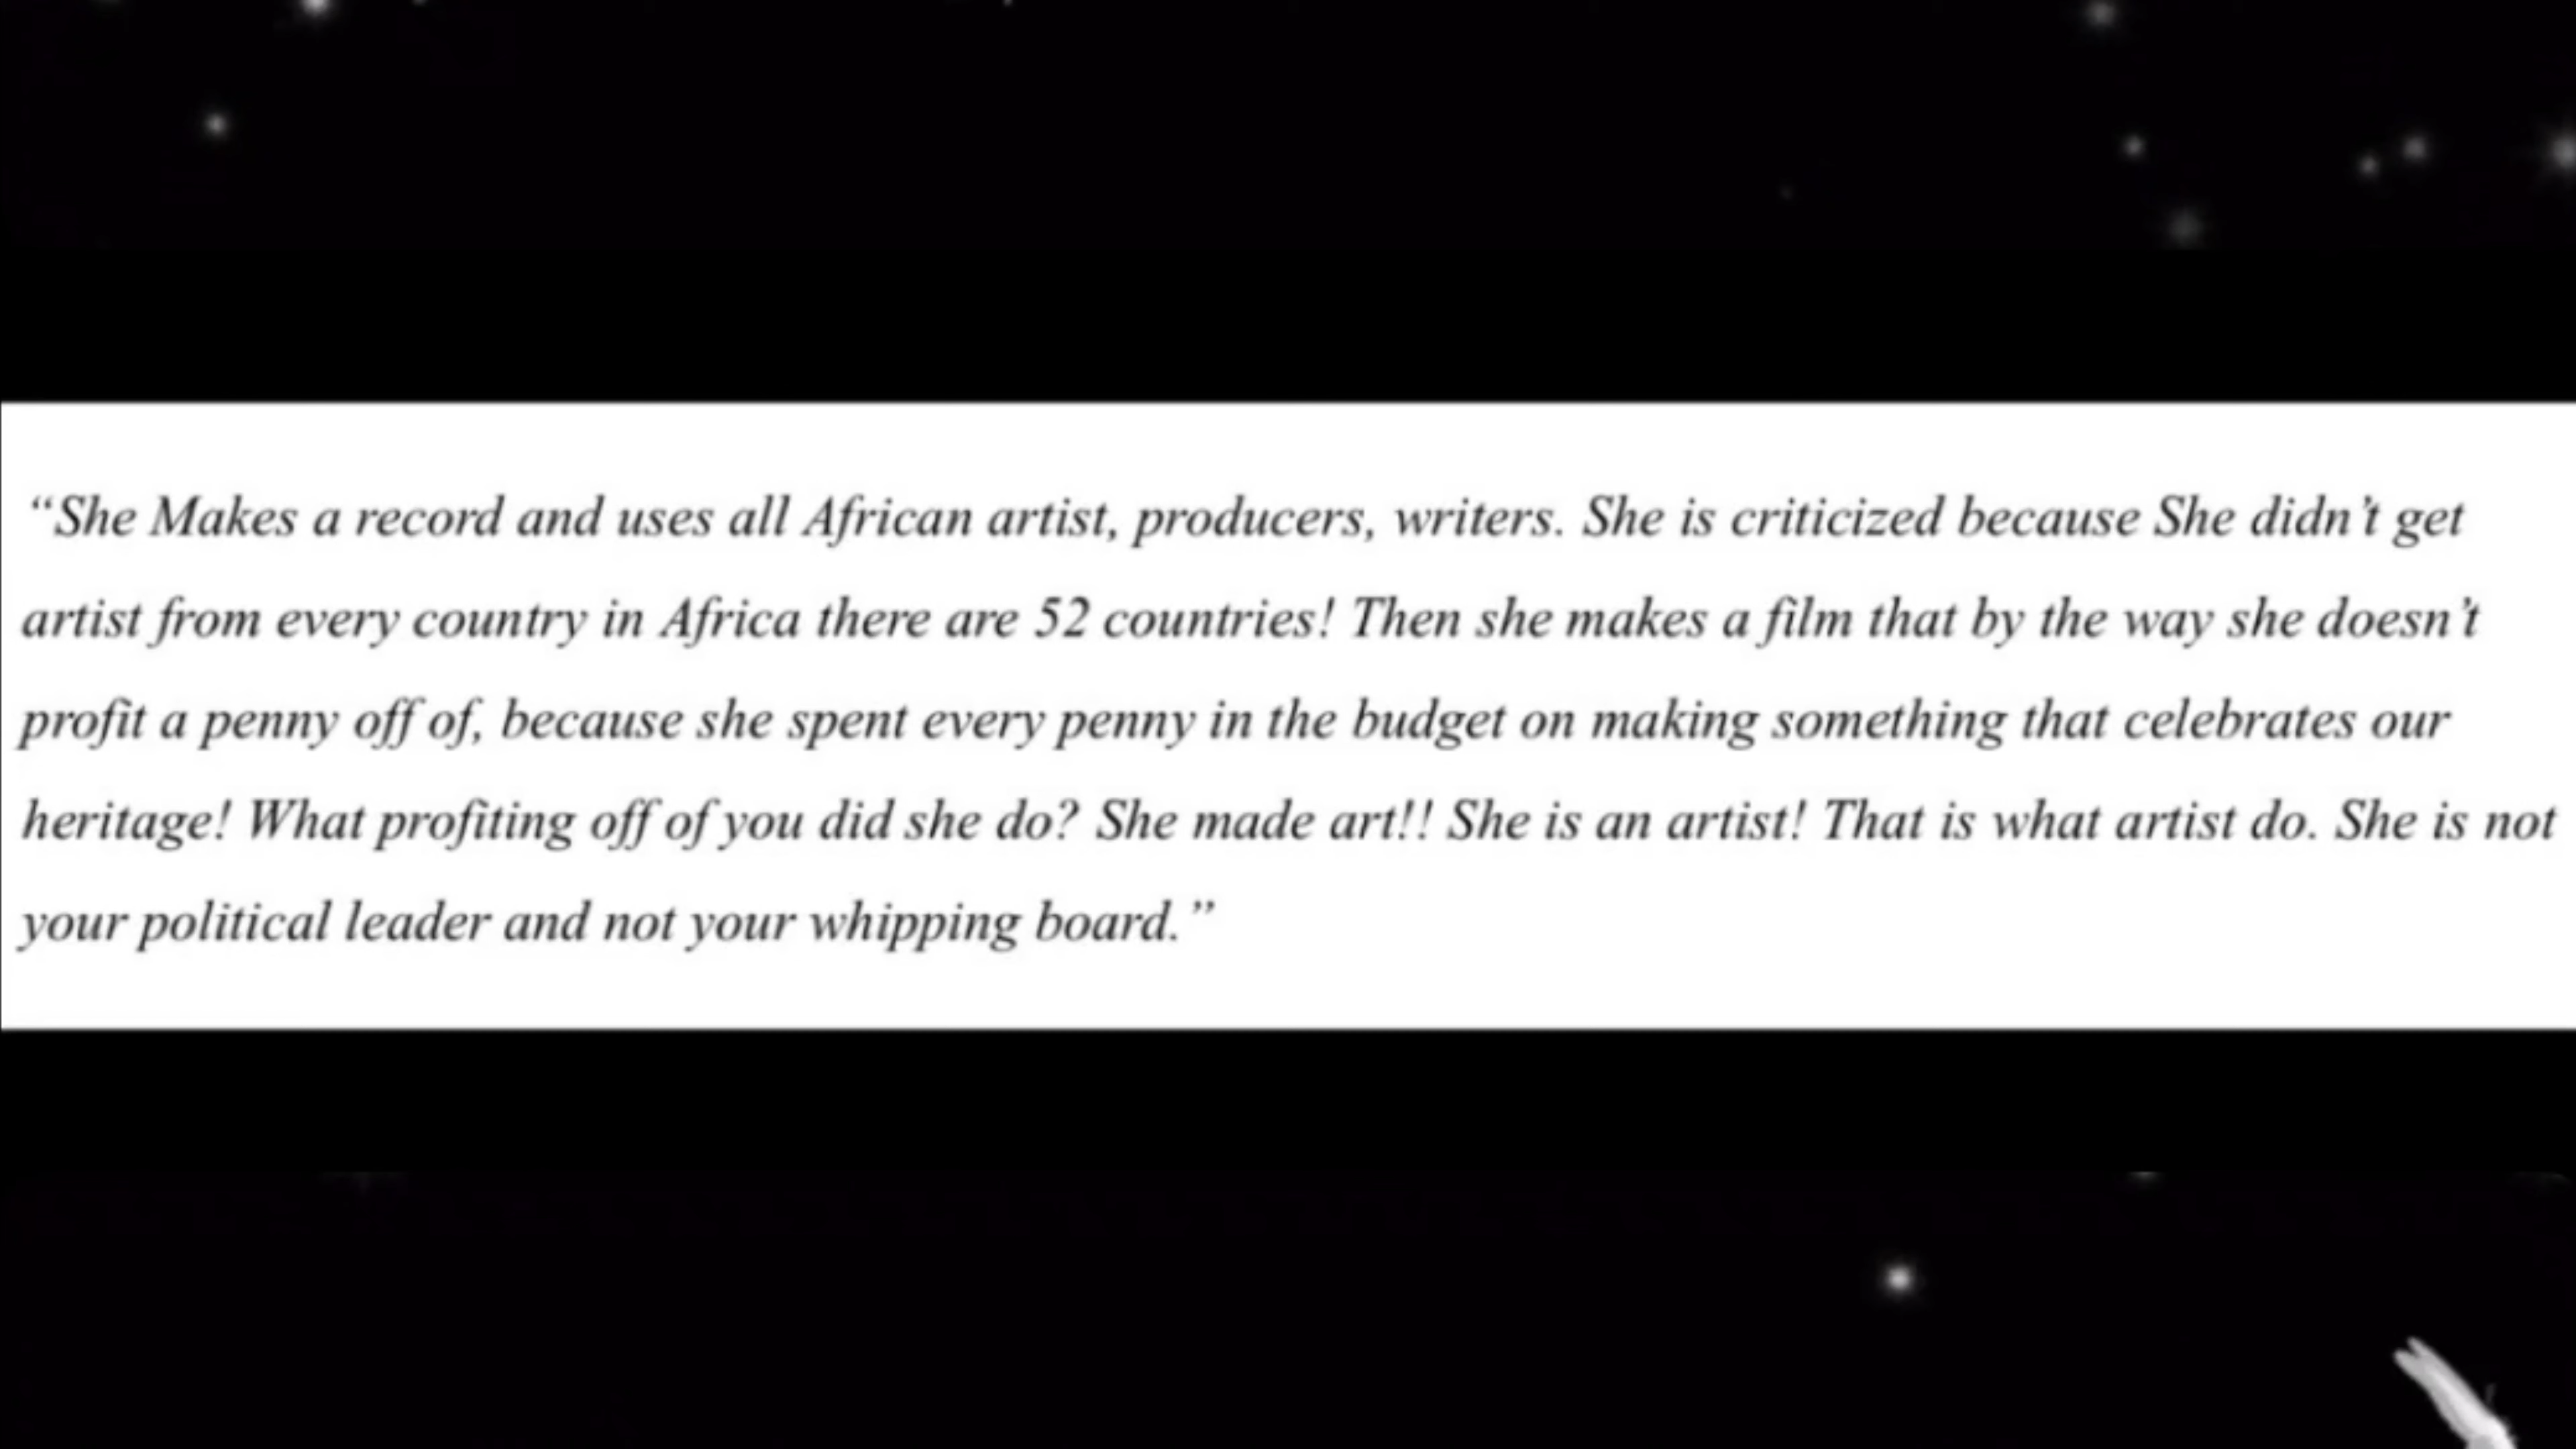 “She Makes a record and uses all African artist, producers, writers. She is criticized because She didn’t get
artist from every country in Africa there are 52 countries! Then she makes a film that by the way she doesn’t
profit a penny off of, because she spent every penny in the budget on making something that celebrates our
heritage! What profiting off of you did she do? She made art!! She is an artist! That is what artist do. She is not
your political leader and not your whipping board.”